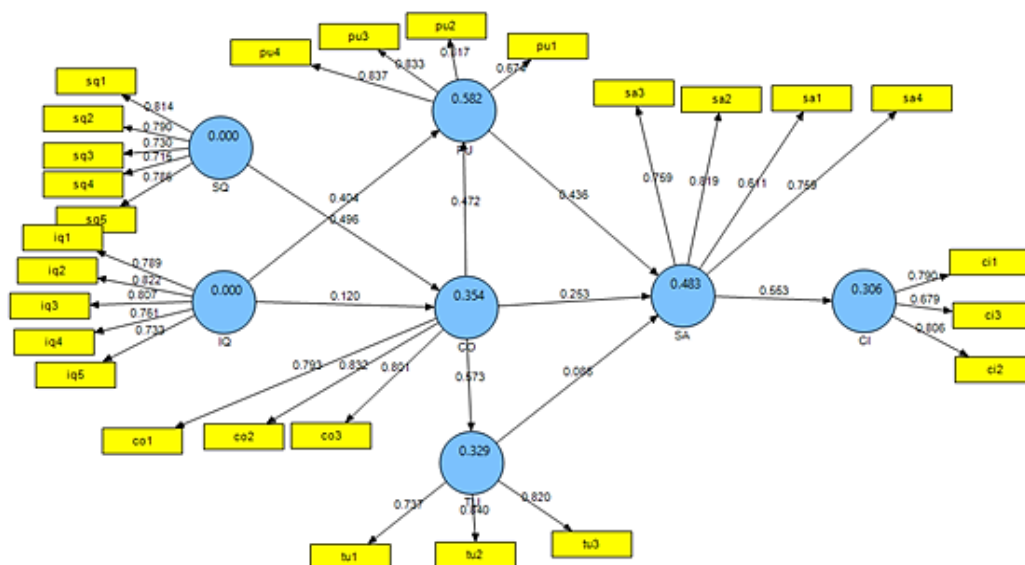 pu2
pu3
pu1
pu4
0.817
0.833
0.674
0.837
sq1
sq2
sq3
sq4
sq5
0.814
0.790
0.730
0.786
0.000
SQ
0.582
PU
sa3
sa2
sa1
sa4
0.759
0.819
0.611
0.759
0.404
0.496
0.472
0.436
iq1
iq2
iq3
iq4
iq5
0.789
0.822
0.807
0.761
0.733
0.000
IQ
0.120
0.354
CO
0.253
0.483
SA
0.553
0.306
CI
ci1
ci3
ci2
0.790
0.679
0.806
0.793
0.832
0.801
co1
co2
co3
0.573
0.329
TU
0.737
0.840
0.820
tu1
tu2
tu3